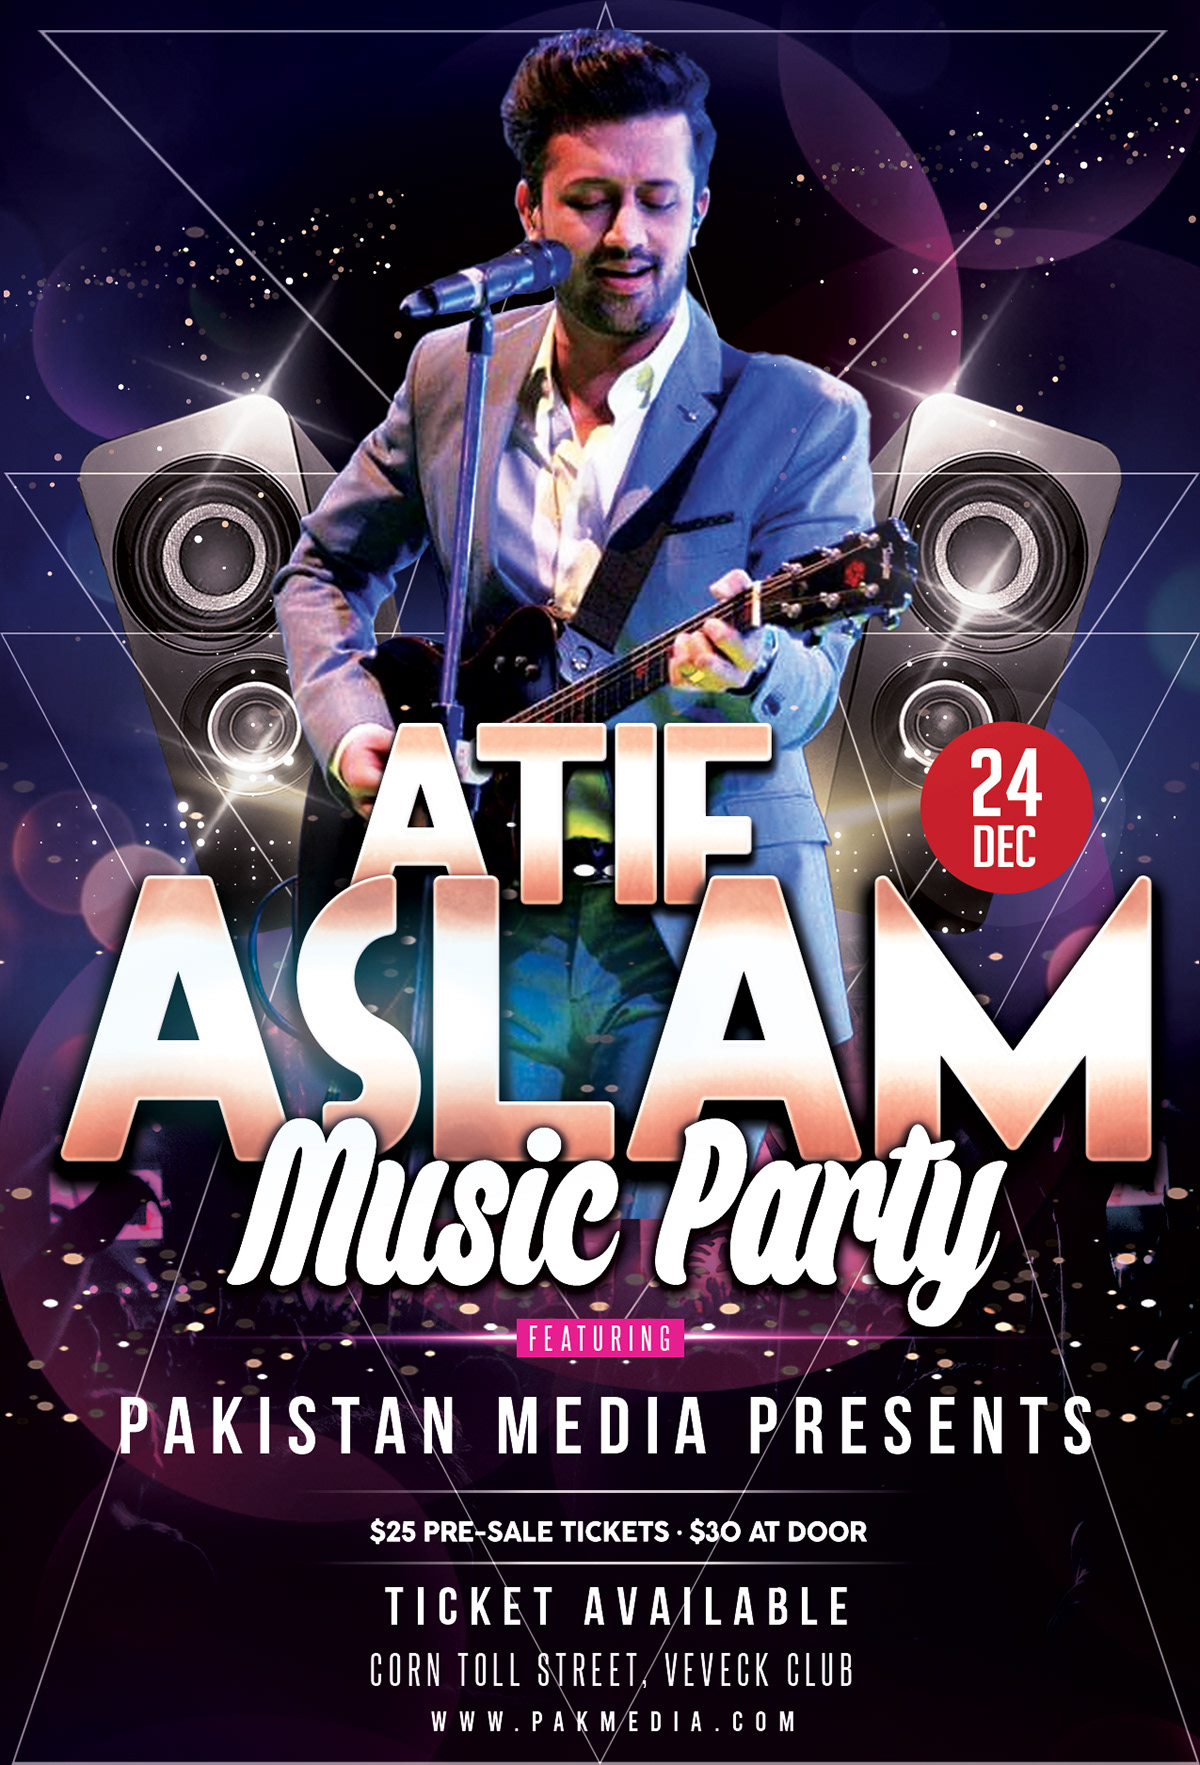 ATIF
24
DEC
ASLAM
Music Party
FEATURING
PAKISTAN MEDIA PRESENTS
$25 PRE-SALE TICKETS · $30 AT DOOR
TICKET AVAILABLE
CORN TOLL STREET, VEVECK CLUB
WWW.PAKMEDIA.COM